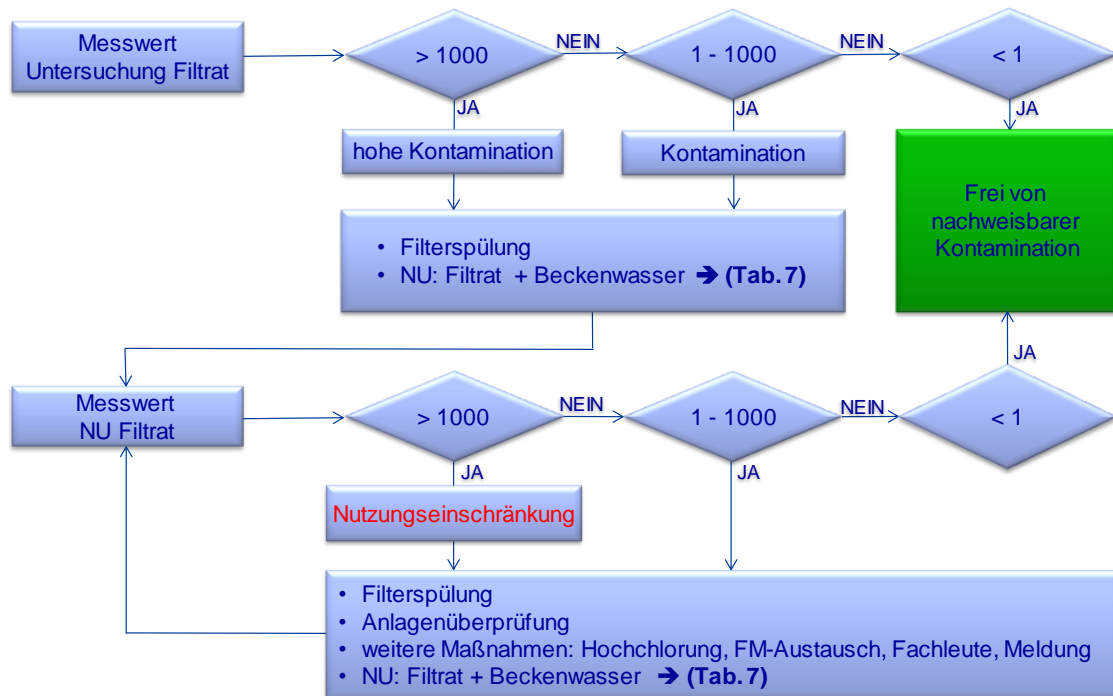 Messwert
Untersuchung Filtrat
> 1000
NEIN
1 - 1000
NEIN
< 1
JA
JA
JA
hohe Kontamination
Kontamination
Frei von
nachweisbarer
Kontamination
• Filterspülung
• NU: Filtrat + Beckenwasser ➔ (Tab. 7)
JA
Messwert
NU Filtrat
> 1000
NEIN
1 - 1000
NEIN
< 1
JA
JA
Nutzungseinschränkung
• Filterspülung
• Anlagenüberprüfung
• weitere Maßnahmen: Hochchlorung, FM-Austausch, Fachleute, Meldung
• NU: Filtrat + Beckenwasser ➔ (Tab. 7)